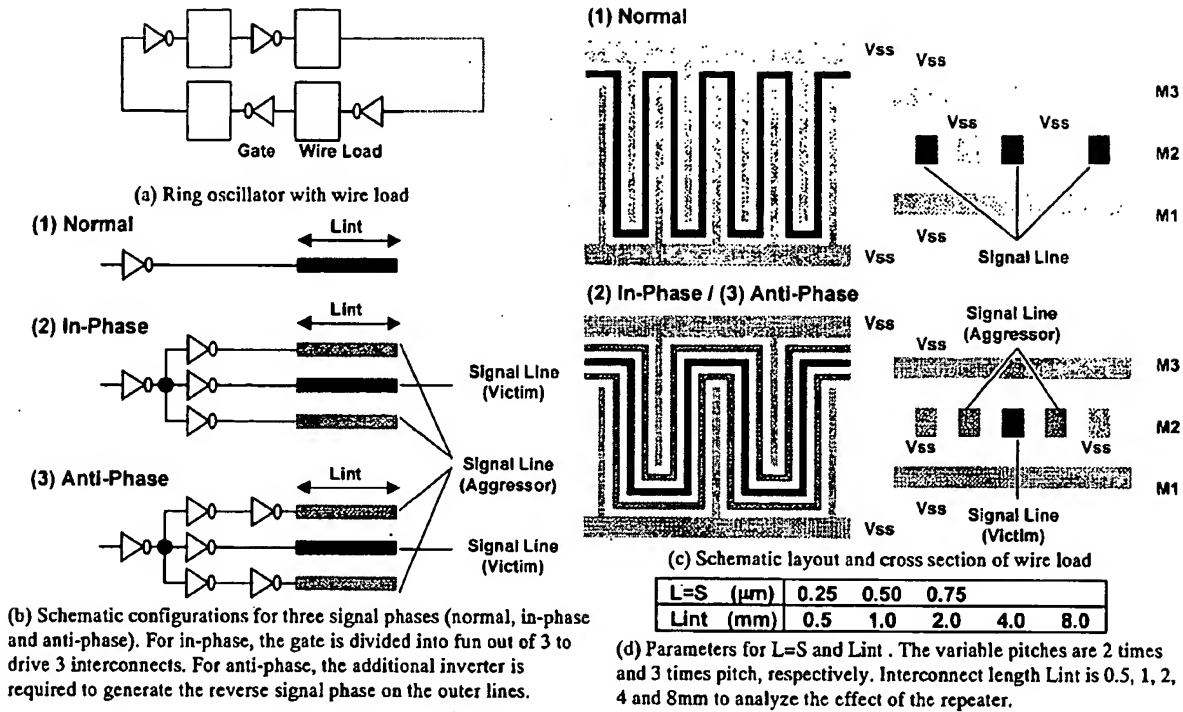 Gate Wire Load
(a) Ring oscillator with wire load
(1) Normal
Lint
(2) In-Phase
Lint
Signal Line
(Victim)
Signal Line
(Aggressor)
(3) Anti-Phase
Lint
Signal Line
(Victim)
(b) Schematic configurations for three signal phases (normal, in-phase
and anti-phase). For in-phase, the gate is divided into fun out of 3 to
drive 3 interconnects. For anti-phase, the additional inverter is
required to generate the reverse signal phase on the outer lines.
(1) Normal
Vss
Vss
M3
Vss
Vss
M2
M1
Vss
Vss
Signal Line
(2) In-Phase / (3) Anti-Phase
Signal Line
(Aggressor)
Vss
Vss
M3
M2
Vss
Vss
M1
Vss
Vss
Signal Line
(Victim)
(c) Schematic layout and cross section of wire load
L=S (μm) 0.25 0.50 0.75
Lint (mm) 0.5 1.0 2.0 4.0 8.0
(d) Parameters for L=S and Lint . The variable pitches are 2 times
and 3 times pitch, respectively. Interconnect length Lint is 0.5, 1, 2,
4 and 8mm to analyze the effect of the repeater.